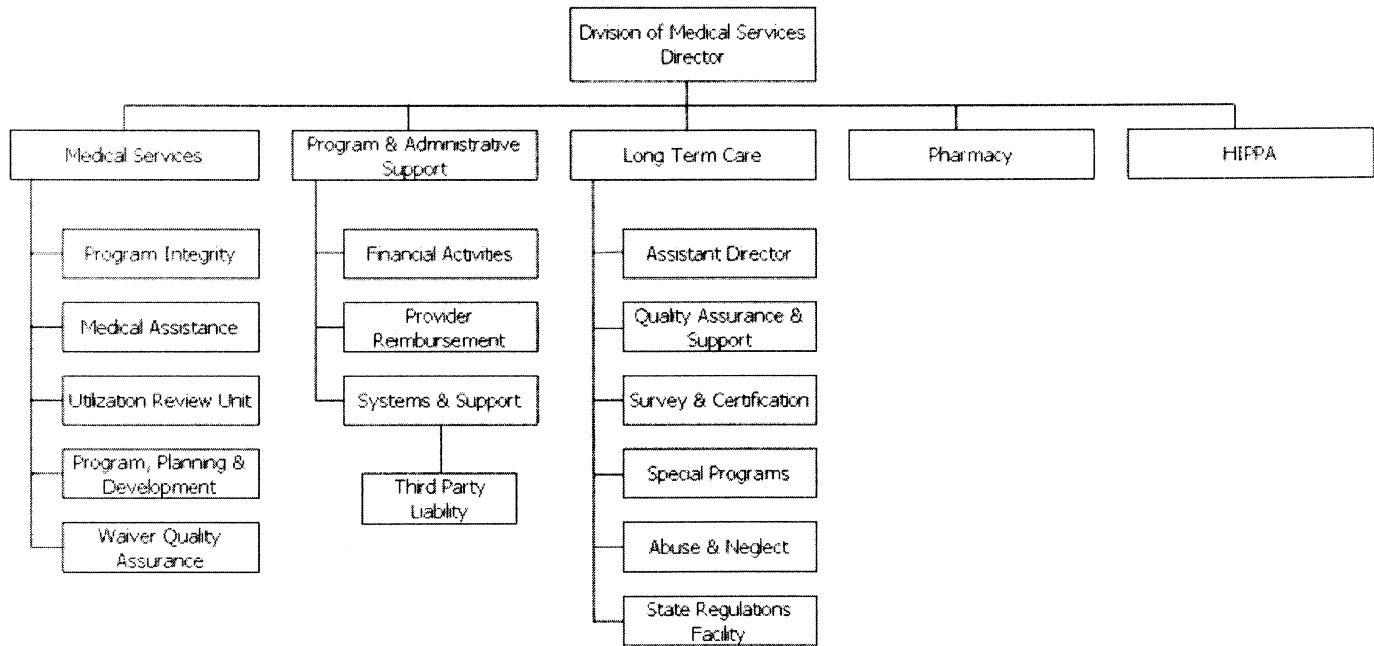 Division of Medical Services
Director
Medical Services
Program & Administrative
Support
Long Term Care
Pharmacy
HIPPA
Program Integrity
Medical Assistance
Utilization Review Unit
Program, Planning &
Development
Waiver Quality
Assurance
Financial Activities
Provider
Reimbursement
Systems & Support
Third Party
Liability
Assistant Director
Quality Assurance &
Support
Survey & Certification
Special Programs
Abuse & Neglect
State Regulations
Facility